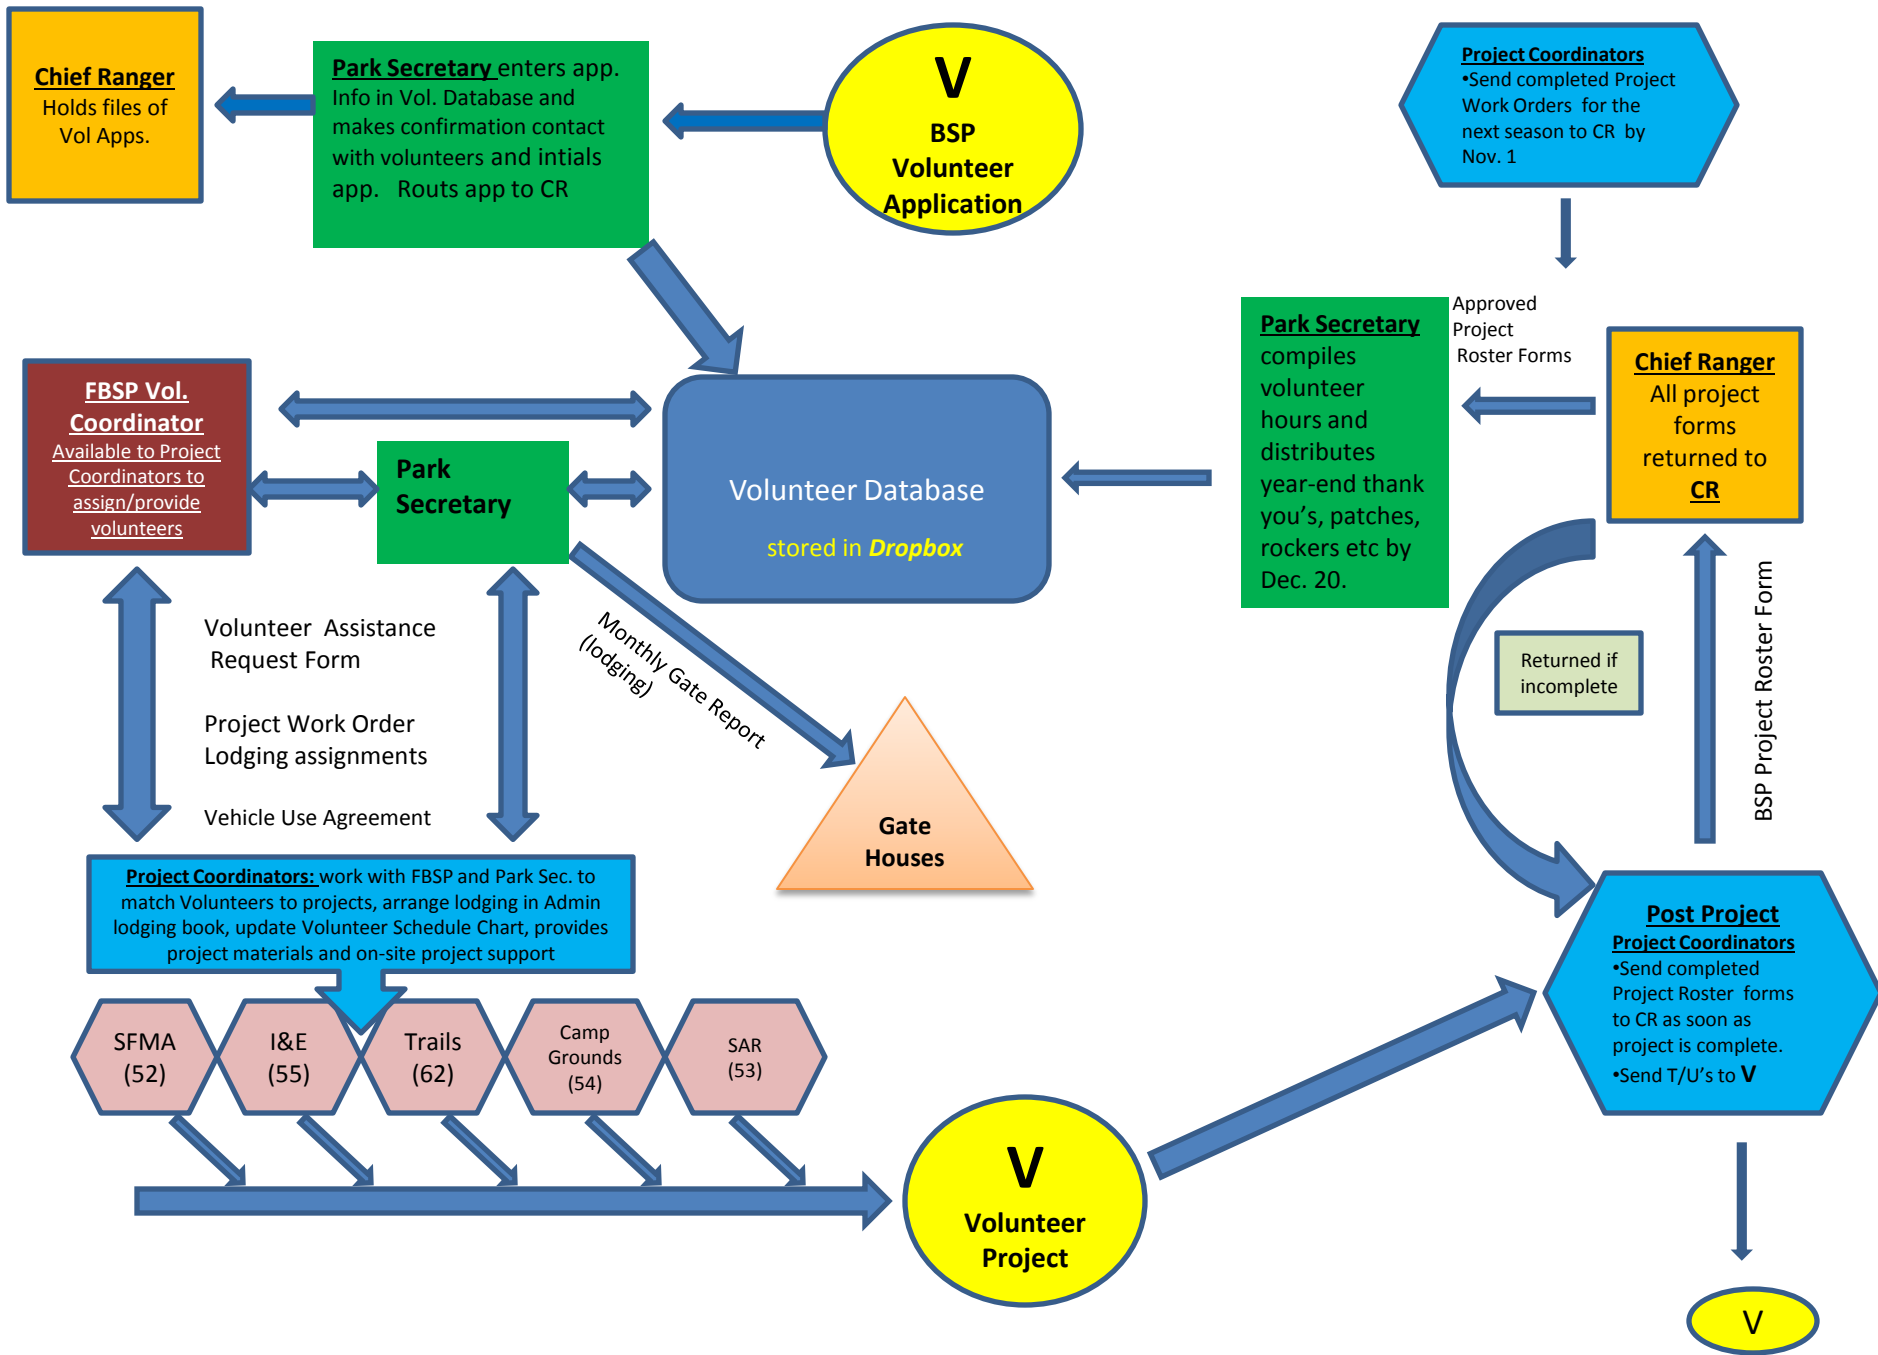 Chief Ranger
Holds files of
Vol Apps.
Park Secretary enters app.
Info in Vol. Database and
makes confirmation contact
with volunteers and intials
app. Routs app to CR
V
BSP
Volunteer
Application
Project Coordinators
•Send completed Project
Work Orders for the
next season to CR by
Nov. 1
FBSP Vol.
Coordinator
Available to Project
Coordinators to
assign/provide
volunteers
Park
Secretary
Volunteer Database
stored in Dropbox
Park Secretary
compiles
volunteer
hours and
distributes
year-end thank
you’s, patches,
rockers etc by
Dec. 20.
Approved
Project
Roster Forms
Chief Ranger
All project
forms
returned to
CR
Volunteer Assistance
Request Form
Project Work Order
Lodging assignments
Vehicle Use Agreement
Monthly Gate Report
(lodging)
Gate
Houses
Returned if
incomplete
BSP Project Roster Form
Project Coordinators: work with FBSP and Park Sec. to
match Volunteers to projects, arrange lodging in Admin
lodging book, update Volunteer Schedule Chart, provides
project materials and on-site project support
SFMA
(52)
I&E
(55)
Trails
(62)
Camp
Grounds
(54)
SAR
(53)
V
Volunteer
Project
Post Project
Project Coordinators
•Send completed
Project Roster forms
to CR as soon as
project is complete.
•Send T/U’s to V
V